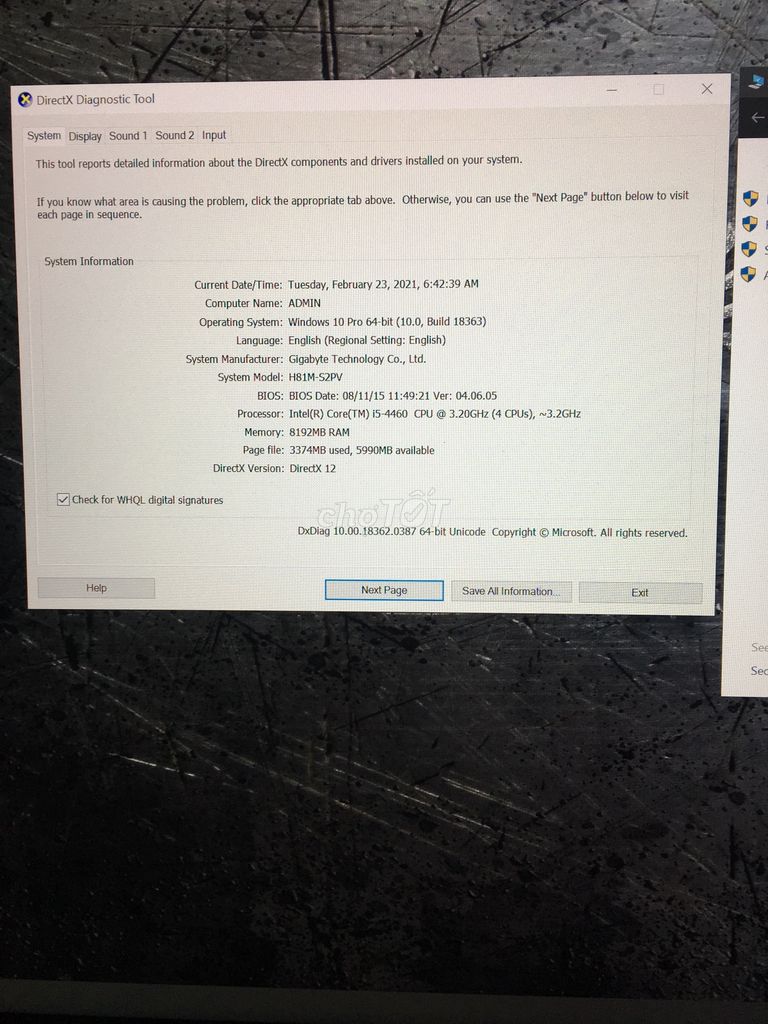 DirectX Diagnostic Tool
System Display Sound 1 Sound 2 Input
This tool reports detailed information about the DirectX components and drivers installed on your system.
If you know what area is causing the problem, click the appropriate tab above. Otherwise, you can use the "Next Page" button below to visit
each page in sequence.
System Information
Current Date/Time: Tuesday, February 23, 2021, 6:42:39 AM
Computer Name: ADMIN
Operating System: Windows 10 Pro 64-bit (10.0, Build 18363)
Language: English (Regional Setting: English)
System Manufacturer: Gigabyte Technology Co., Ltd.
System Model: H81M-S2PV
BIOS: BIOS Date: 08/11/15 11:49:21 Ver: 04.06.05
Processor: Intel(R) Core(TM) i5-4460 CPU @ 3.20GHz (4 CPUs), ~3.2GHz
Memory: 8192MB RAM
Page file: 3374MB used, 5990MB available
DirectX Version: DirectX 12
Check for WHQL digital signatures
chợTỐT
DxDiag 10.00.18362.0387 64-bit Unicode Copyright © Microsoft. All rights reserved.
Help Next Page Save All Information... Exit
See
Sec